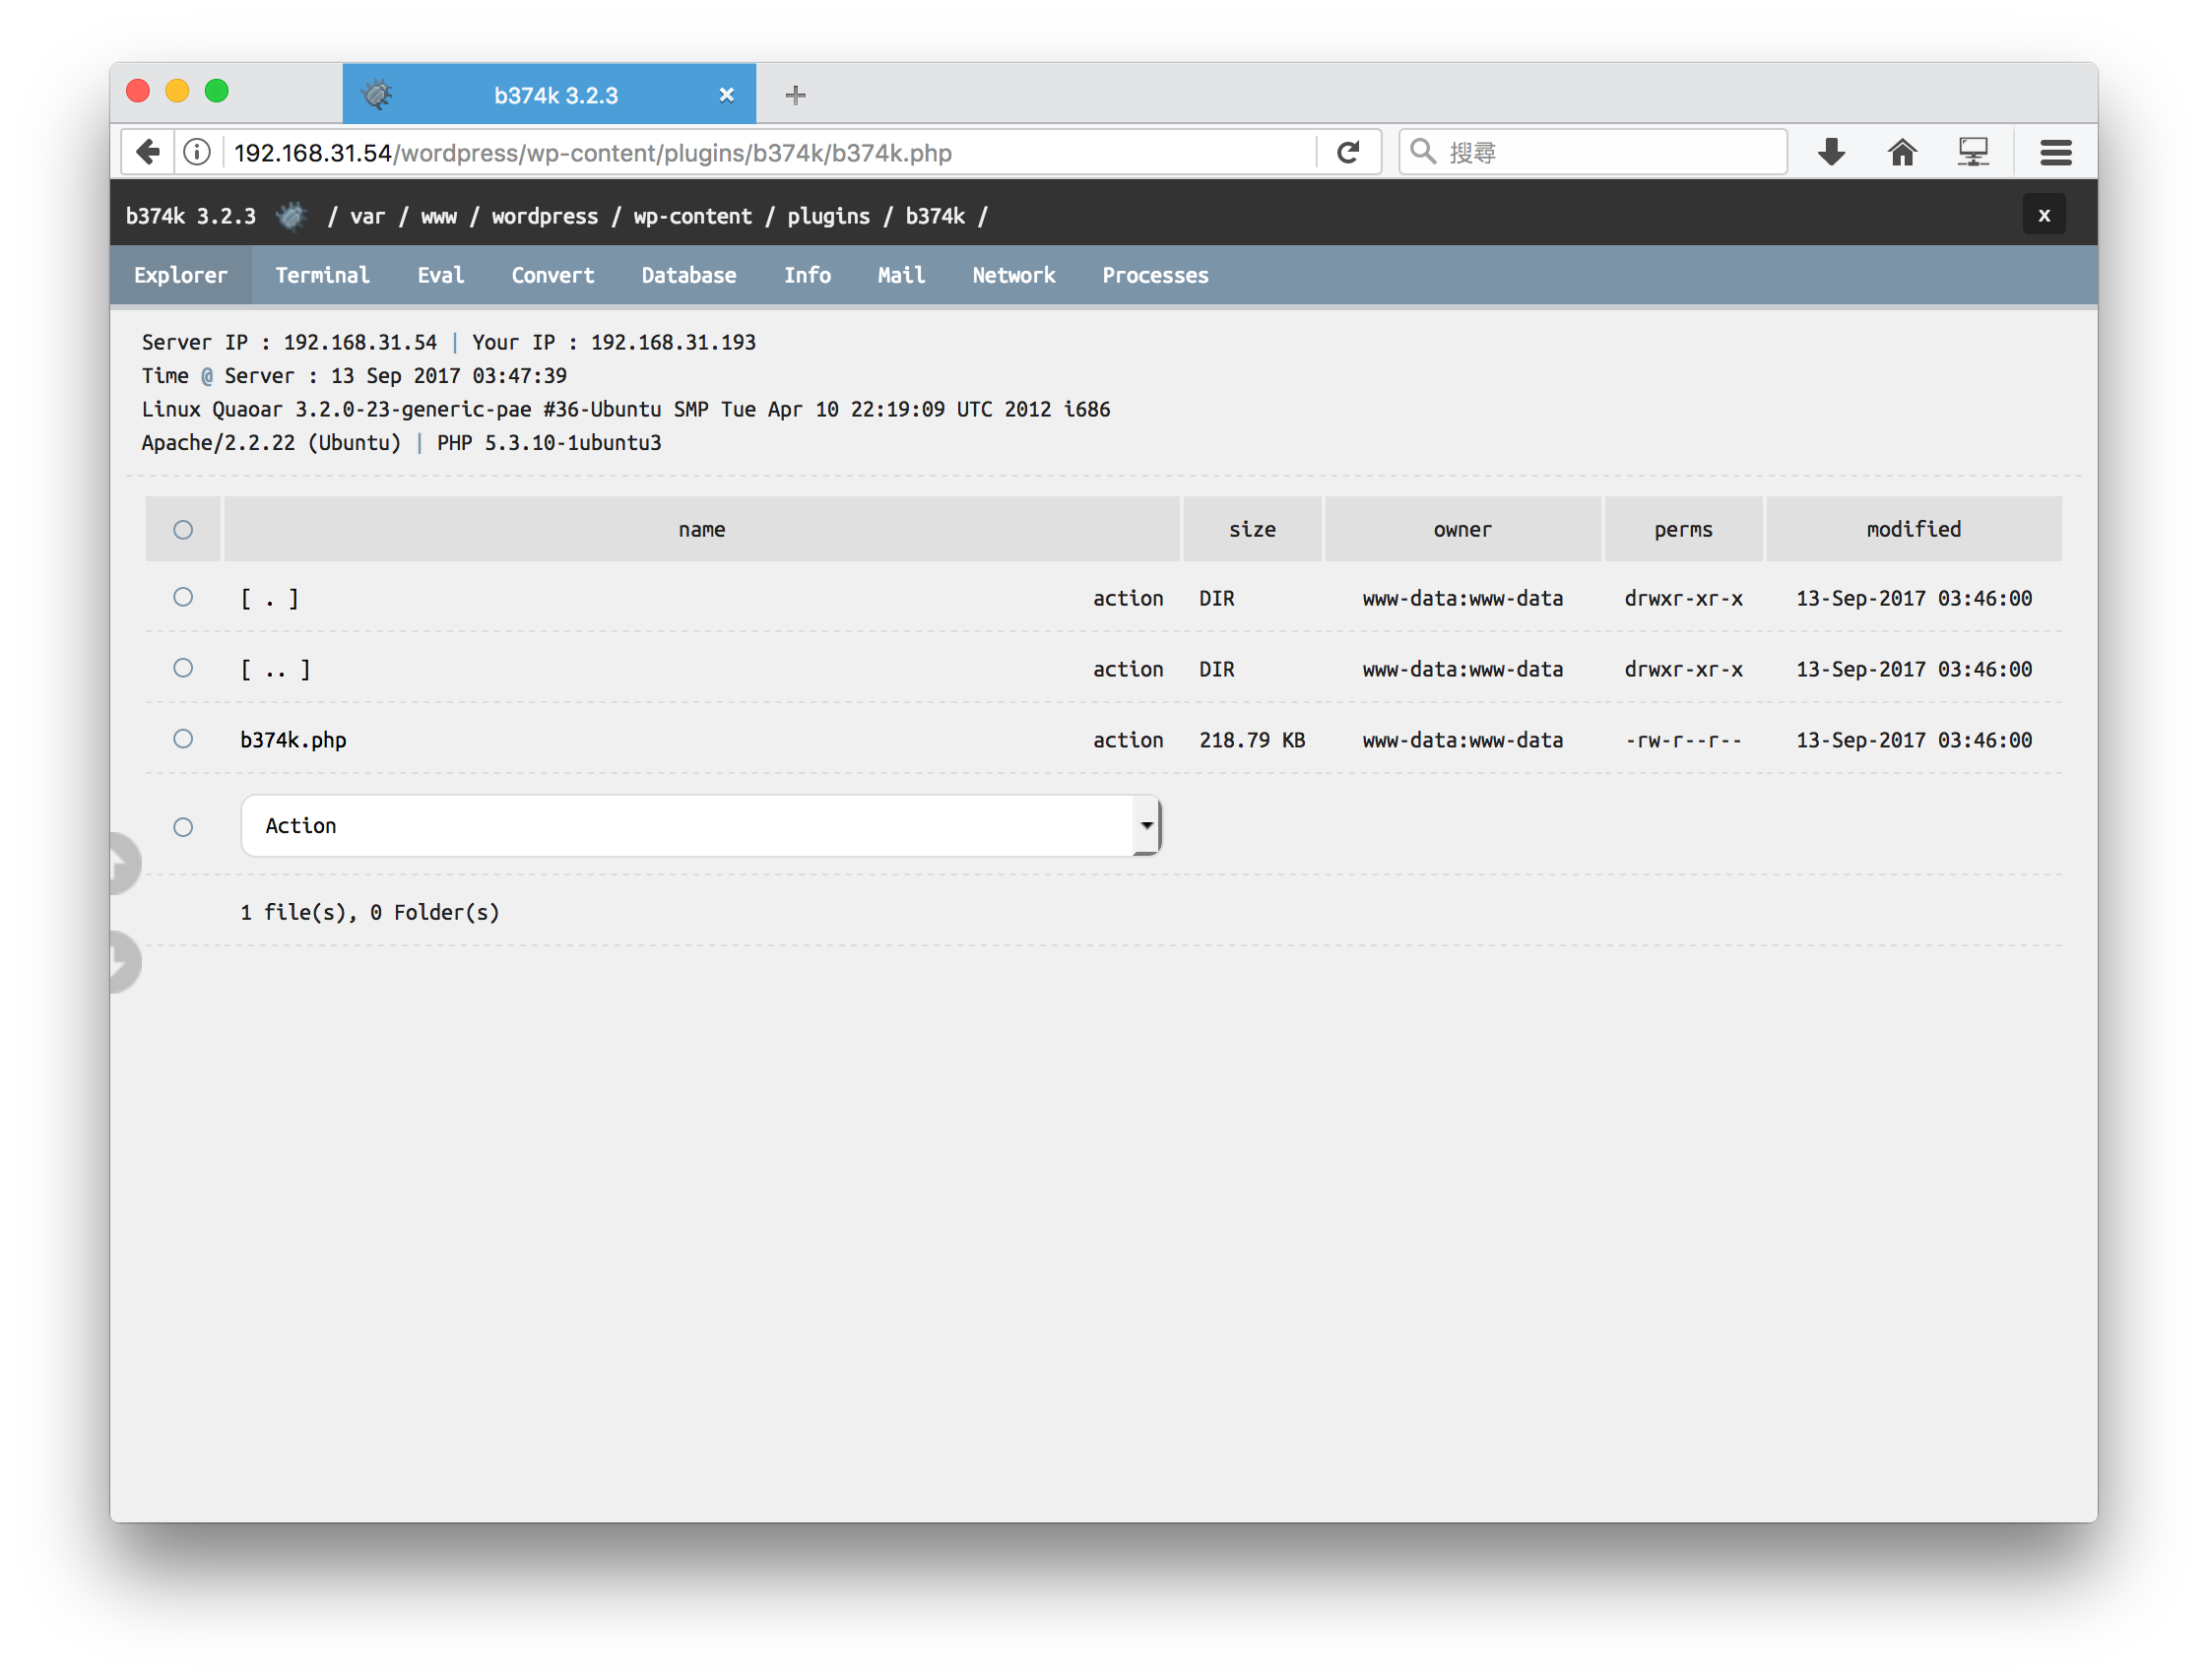 b374k 3.2.3
192.168.31.54/wordpress/wp-content/plugins/b374k/b374k.php 搜尋
b374k 3.2.3 / var / www / wordpress / wp-content / plugins / b374k / x
Explorer Terminal Eval Convert Database Info Mail Network Processes
Server IP : 192.168.31.54 | Your IP : 192.168.31.193
Time @ Server : 13 Sep 2017 03:47:39
Linux Quaoar 3.2.0-23-generic-pae #36-Ubuntu SMP Tue Apr 10 22:19:09 UTC 2012 i686
Apache/2.2.22 (Ubuntu) | PHP 5.3.10-1ubuntu3
name size owner perms modified
[ . ] action DIR www-data:www-data drwxr-xr-x 13-Sep-2017 03:46:00
[ .. ] action DIR www-data:www-data drwxr-xr-x 13-Sep-2017 03:46:00
b374k.php action 218.79 KB www-data:www-data -rw-r--r-- 13-Sep-2017 03:46:00
Action
1 file(s), 0 Folder(s)